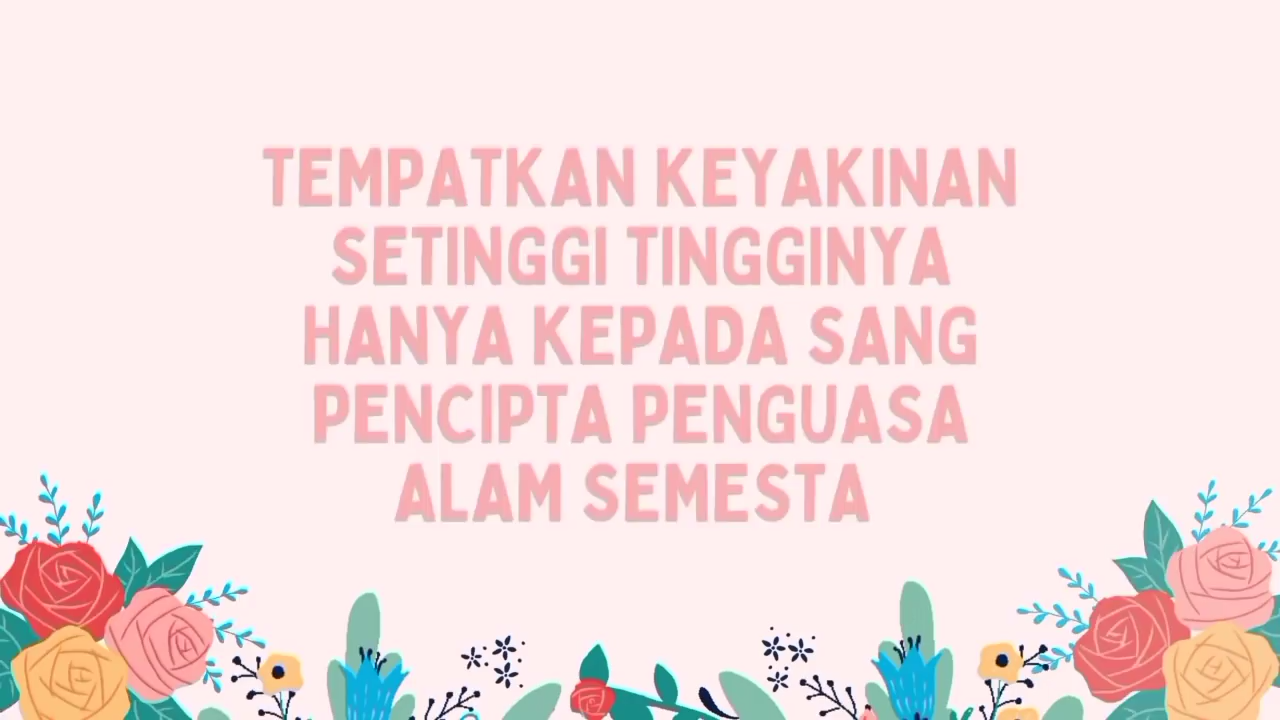 TEMPATKAN KEYAKINAN
SETINGGI TINGGINYA
HANYA KEPADA SANG
PENCIPTA PENGUASA
ALAM SEMESTA